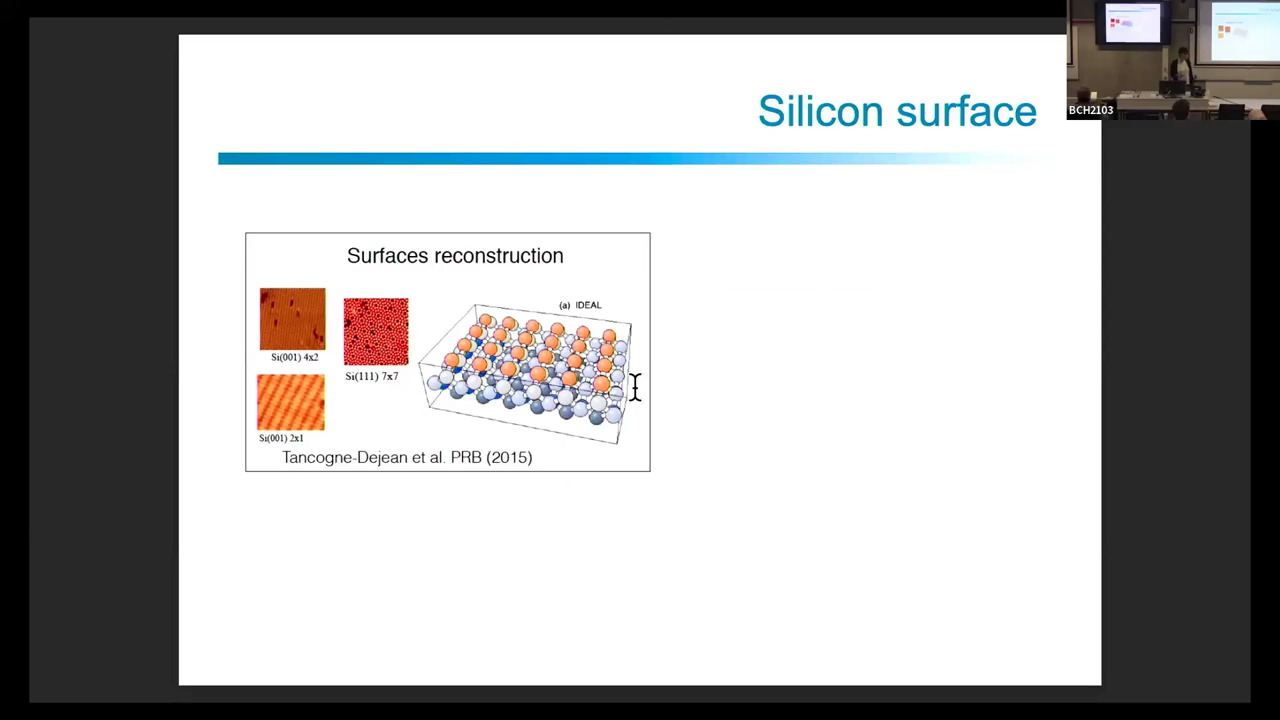 BCH2103
Silicon surface
Surfaces reconstruction
(a) IDEAL
Si(001) 4x2
Si(111) 7x7
Si(001) 2x1
Tancogne-Dejean et al. PRB (2015)